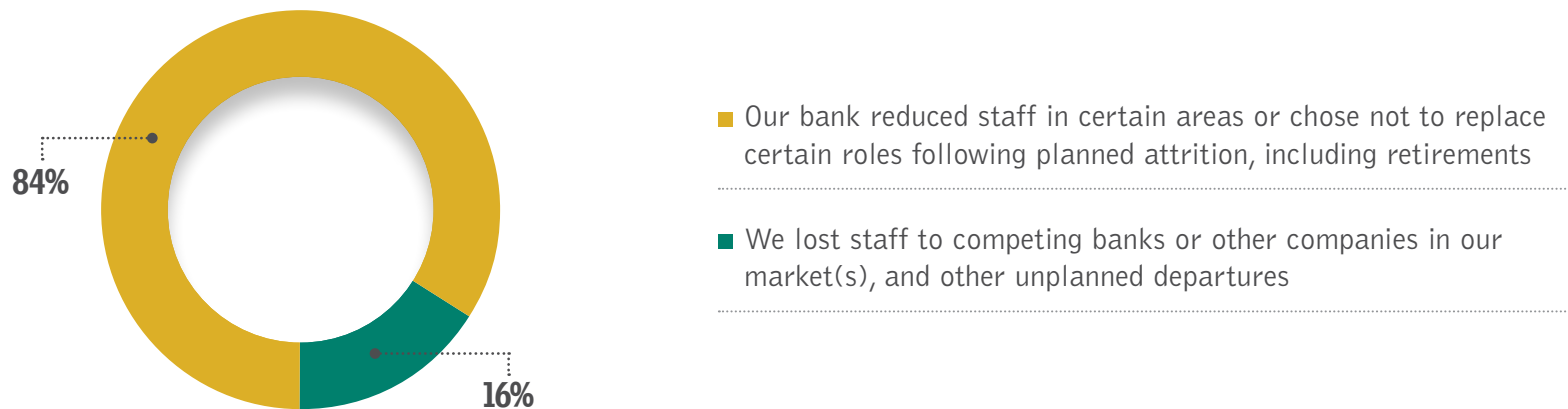 84%
16%
Our bank reduced staff in certain areas or chose not to replace
certain roles following planned attrition, including retirements
We lost staff to competing banks or other companies in our
market(s), and other unplanned departures